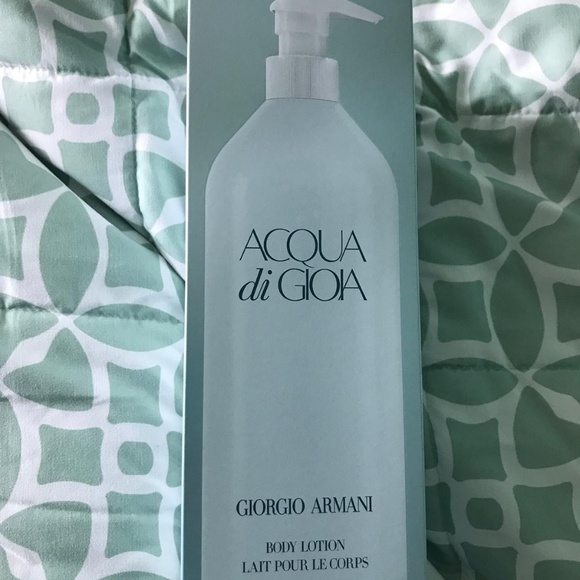 ACQUA
di GIOIA
GIORGIO ARMANI
BODY LOTION
LAIT POUR LE CORPS